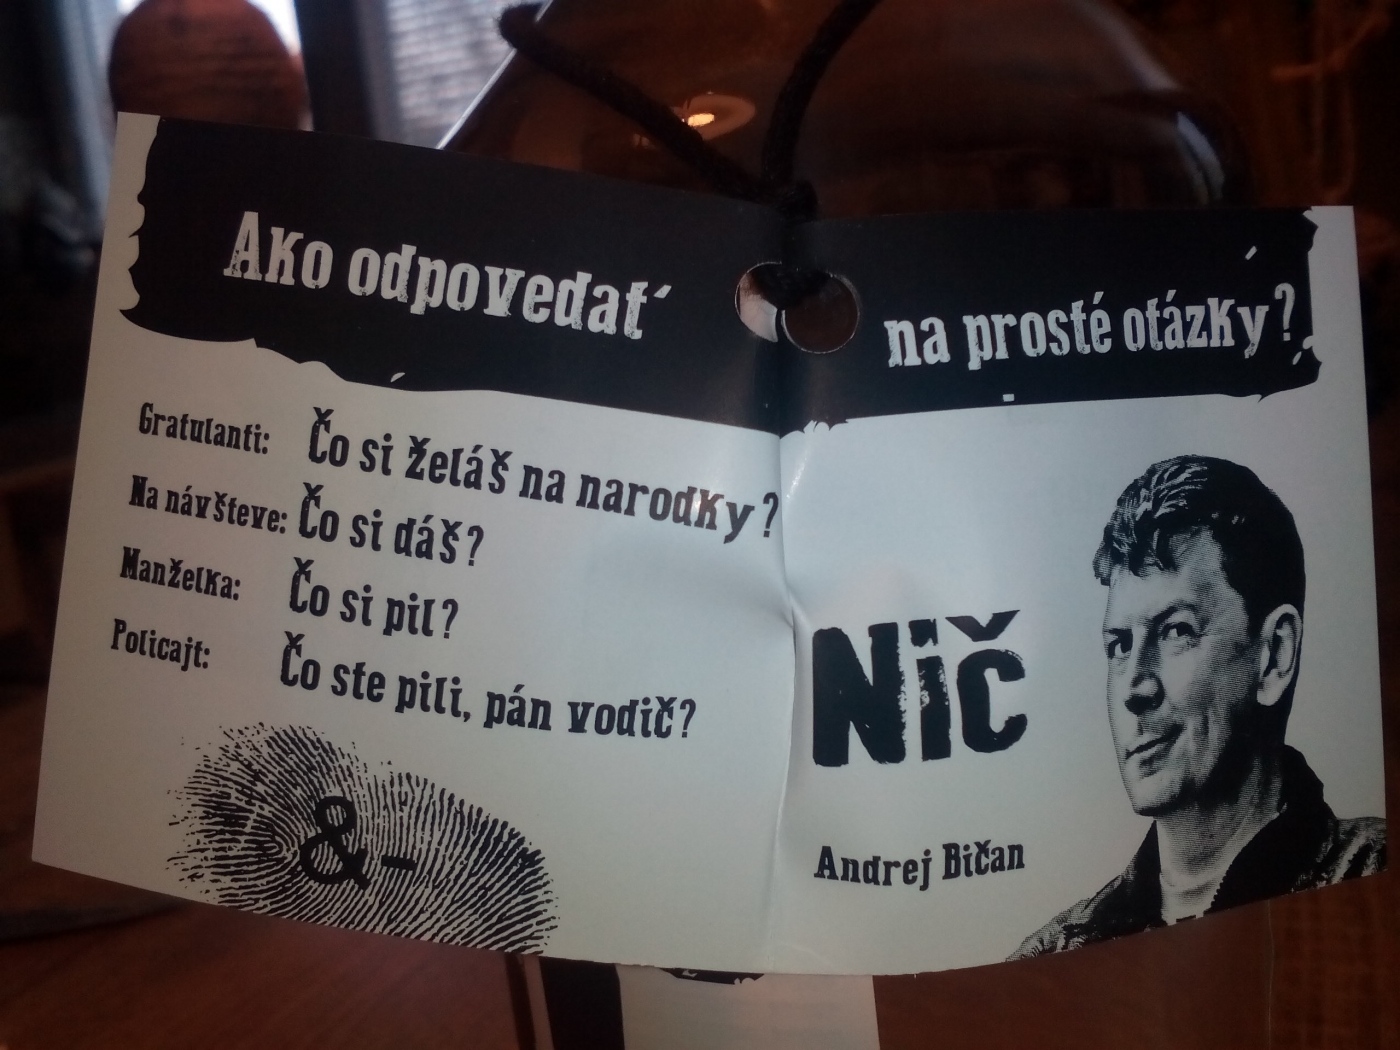 Ako odpovedať
na prosté otázky?
Gratulanti: Čo si želáš na narodky?
Na návšteve: Čo si dáš?
Manželka: Čo si pil?
Policajt: Čo ste pili, pán vodič?
&-
Nič
Andrej Bičan